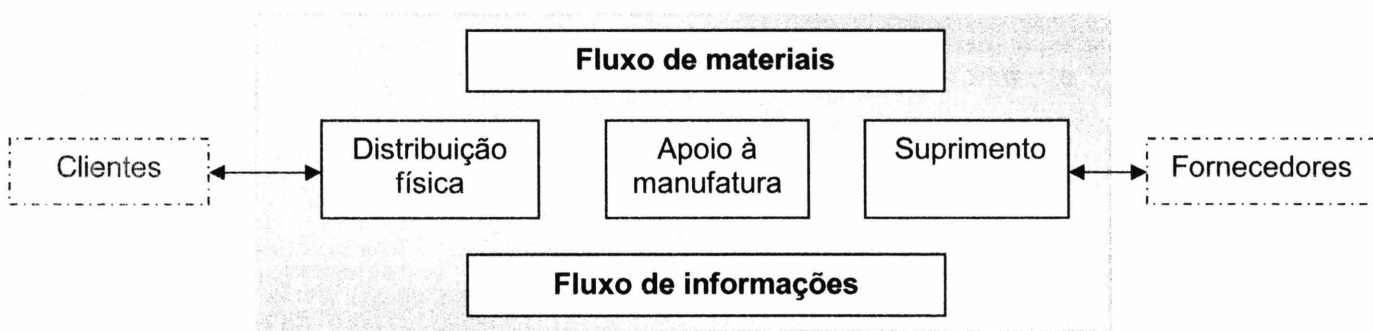 Fluxo de materiais
Clientes
Distribuição
física
Apoio à
manufatura
Suprimento
Fornecedores
Fluxo de informações